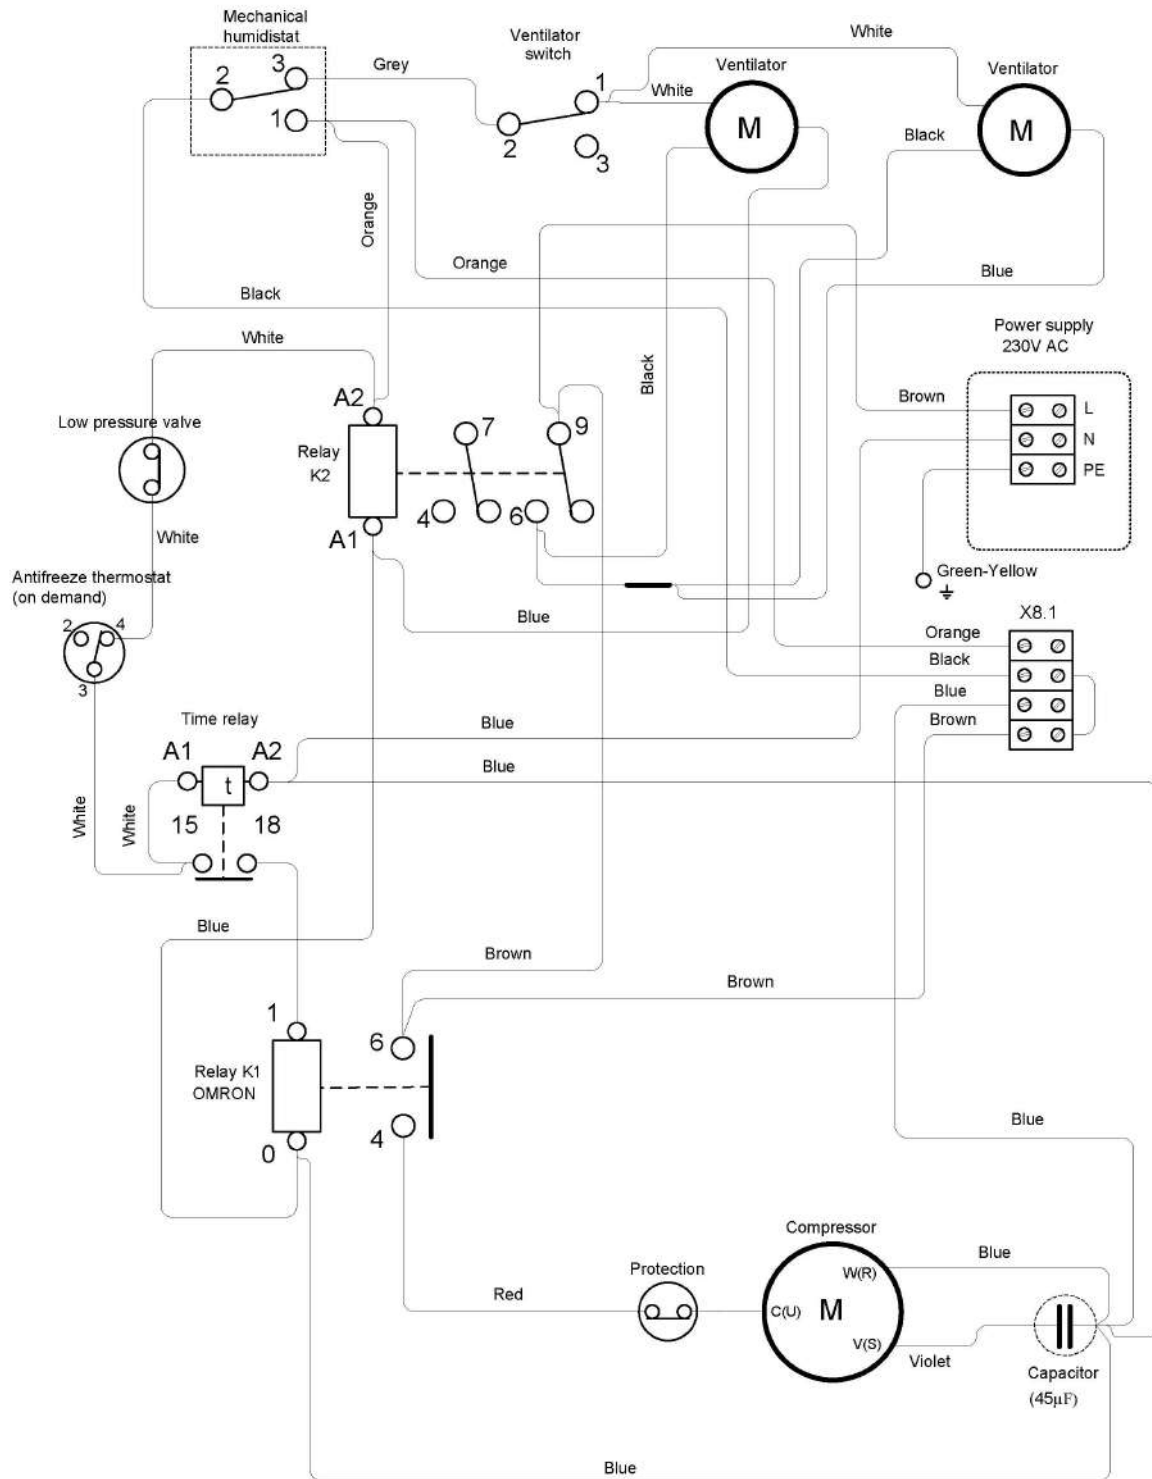 Mechanical
humidistat
Ventilator
switch
White
Ventilator
Ventilator
3
Grey
1
2
White
M
M
1
2
3
Black
Orange
Orange
Blue
Black
White
Power supply
230V AC
Black
A2
Brown
L
Low pressure valve
7
9
N
Relay
K2
PE
4
6
A1
White
Antifreeze thermostat
(on demand)
Green-Yellow
2
4
Blue
X8.1
Orange
Black
3
Blue
Time relay
Blue
Brown
A1
A2
Blue
t
White
White
15
18
Blue
Brown
Brown
1
6
Relay K1
OMRON
4
0
Blue
Compressor
Blue
Protection
W(R)
Red
C(U)
M
V(S)
Violet
Capacitor
(45µF)
Blue